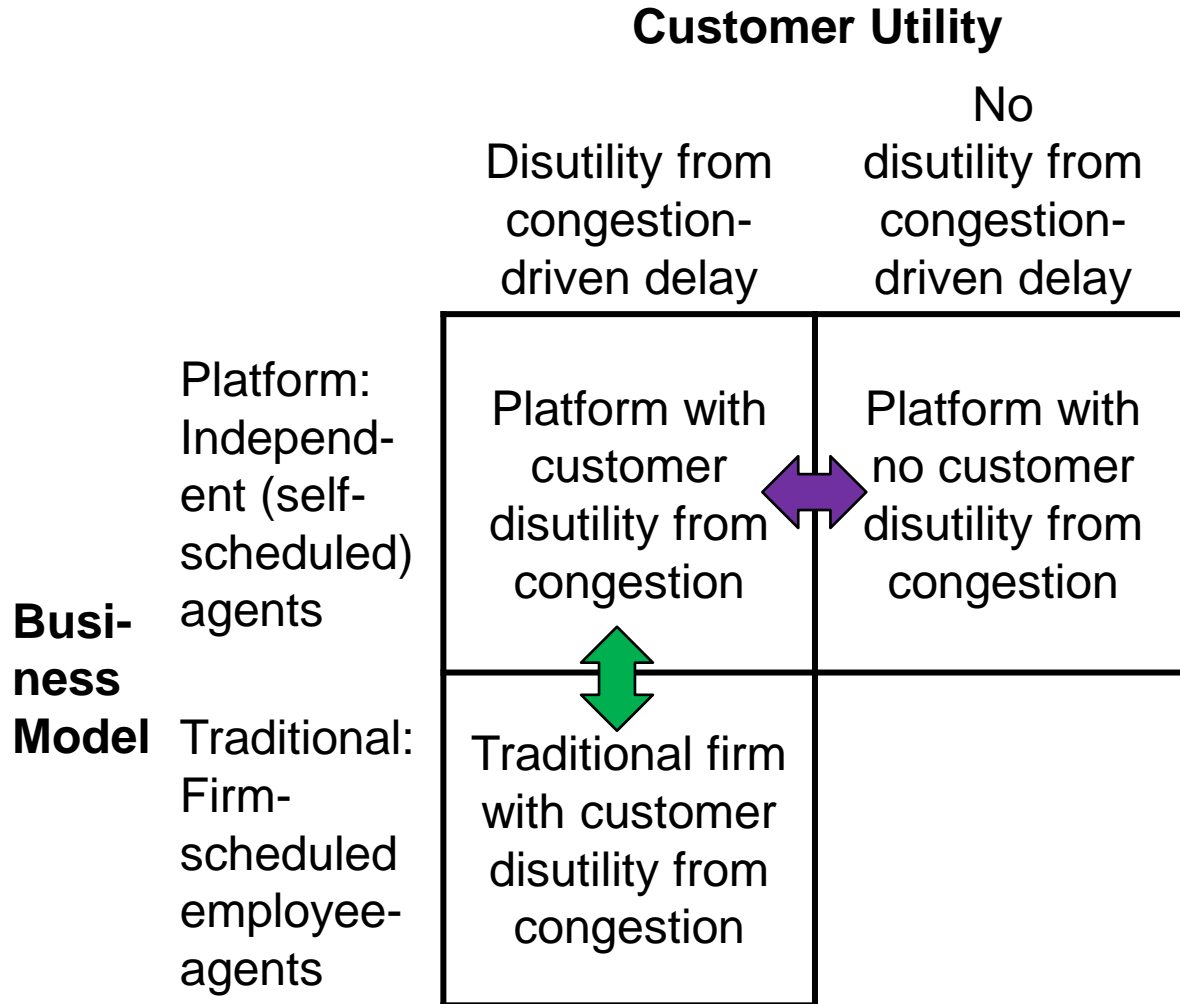 Customer Utility
Disutility from
congestion-
driven delay
No
disutility from
congestion-
driven delay
Platform:
Independ-
ent (self-
scheduled)
agents
Platform with
customer
disutility from
congestion
Platform with
no customer
disutility from
congestion
Busi-
ness
Model
Traditional:
Firm-
scheduled
employee-
agents
Traditional firm
with customer
disutility from
congestion